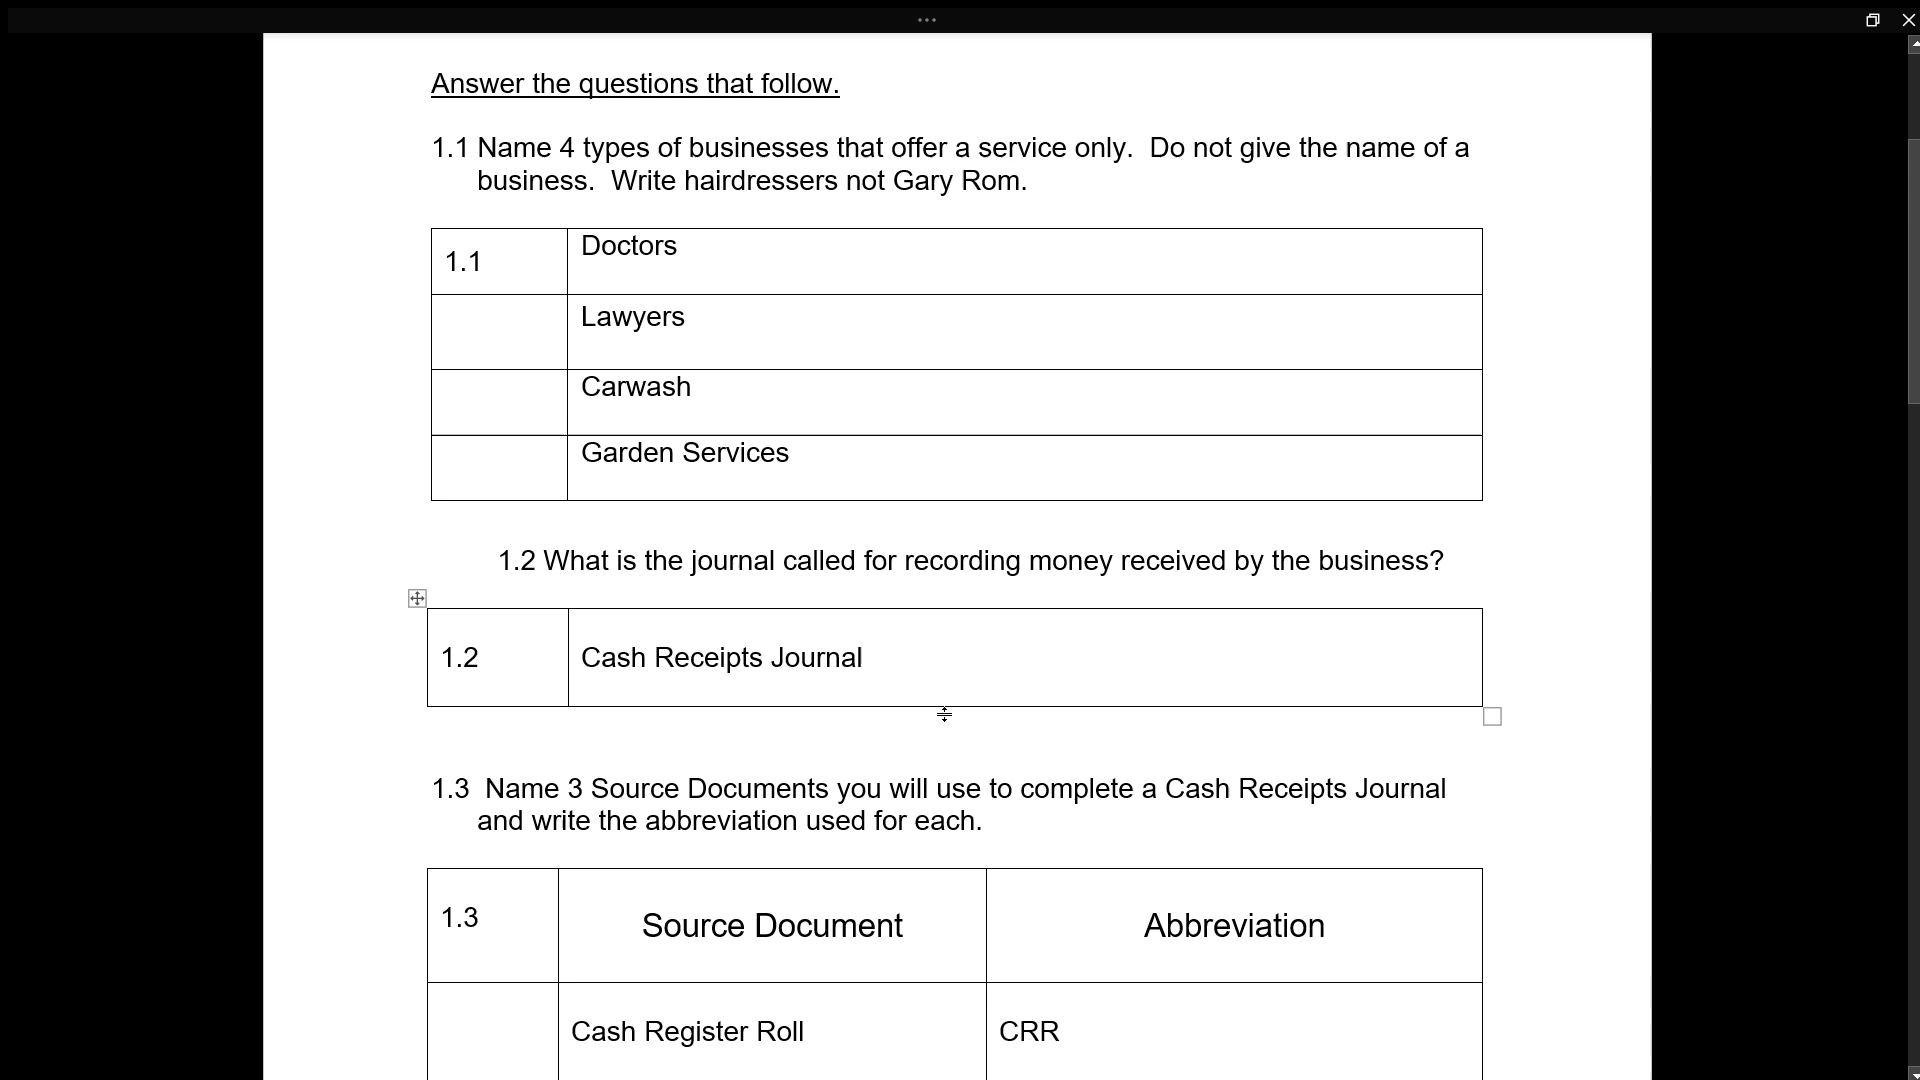 Answer the questions that follow.
1.1 Name 4 types of businesses that offer a service only.  Do not give the name of a
business.  Write hairdressers not Gary Rom.
1.1 Doctors
Lawyers
Carwash
Garden Services
1.2 What is the journal called for recording money received by the business?
1.2 Cash Receipts Journal
1.3  Name 3 Source Documents you will use to complete a Cash Receipts Journal
and write the abbreviation used for each.
1.3 Source Document Abbreviation
Cash Register Roll CRR